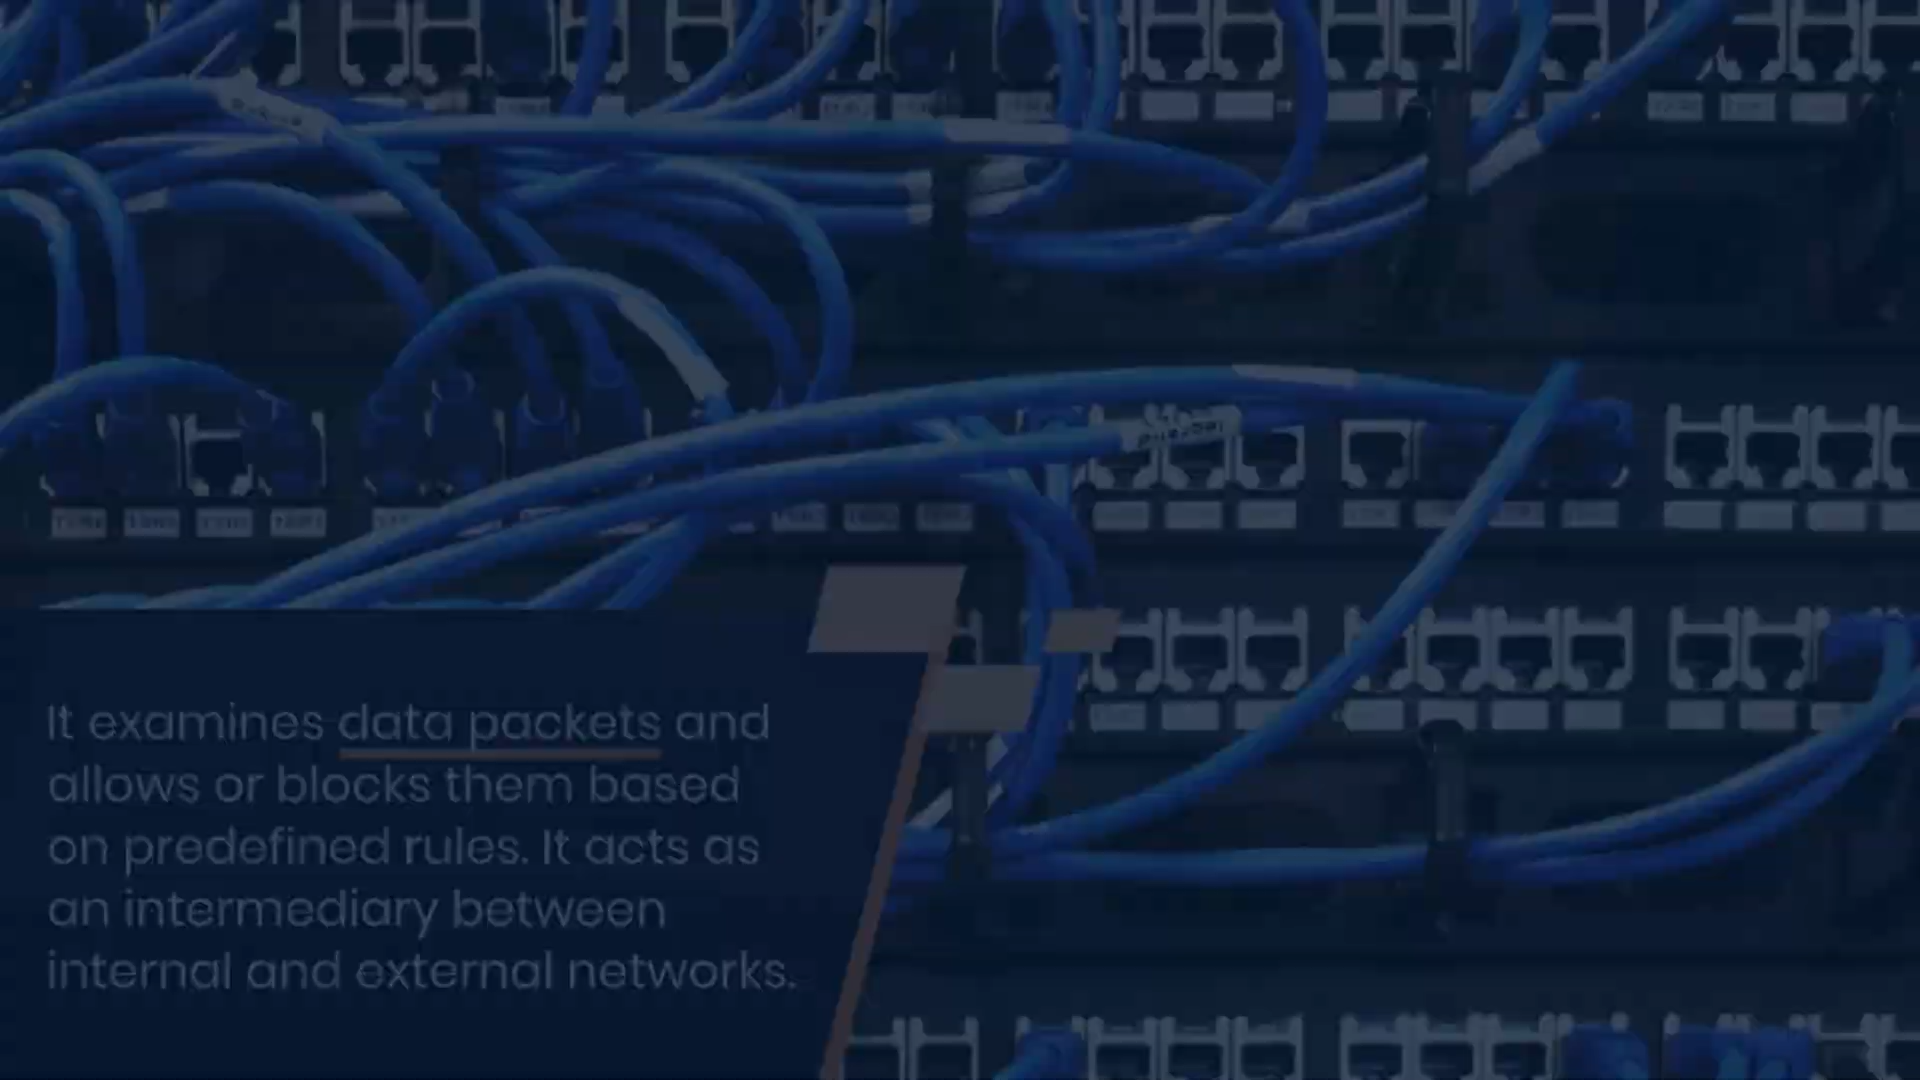 It examines data packets and
allows or blocks them based
on predefined rules. It acts as
an intermediary between
internal and external networks.